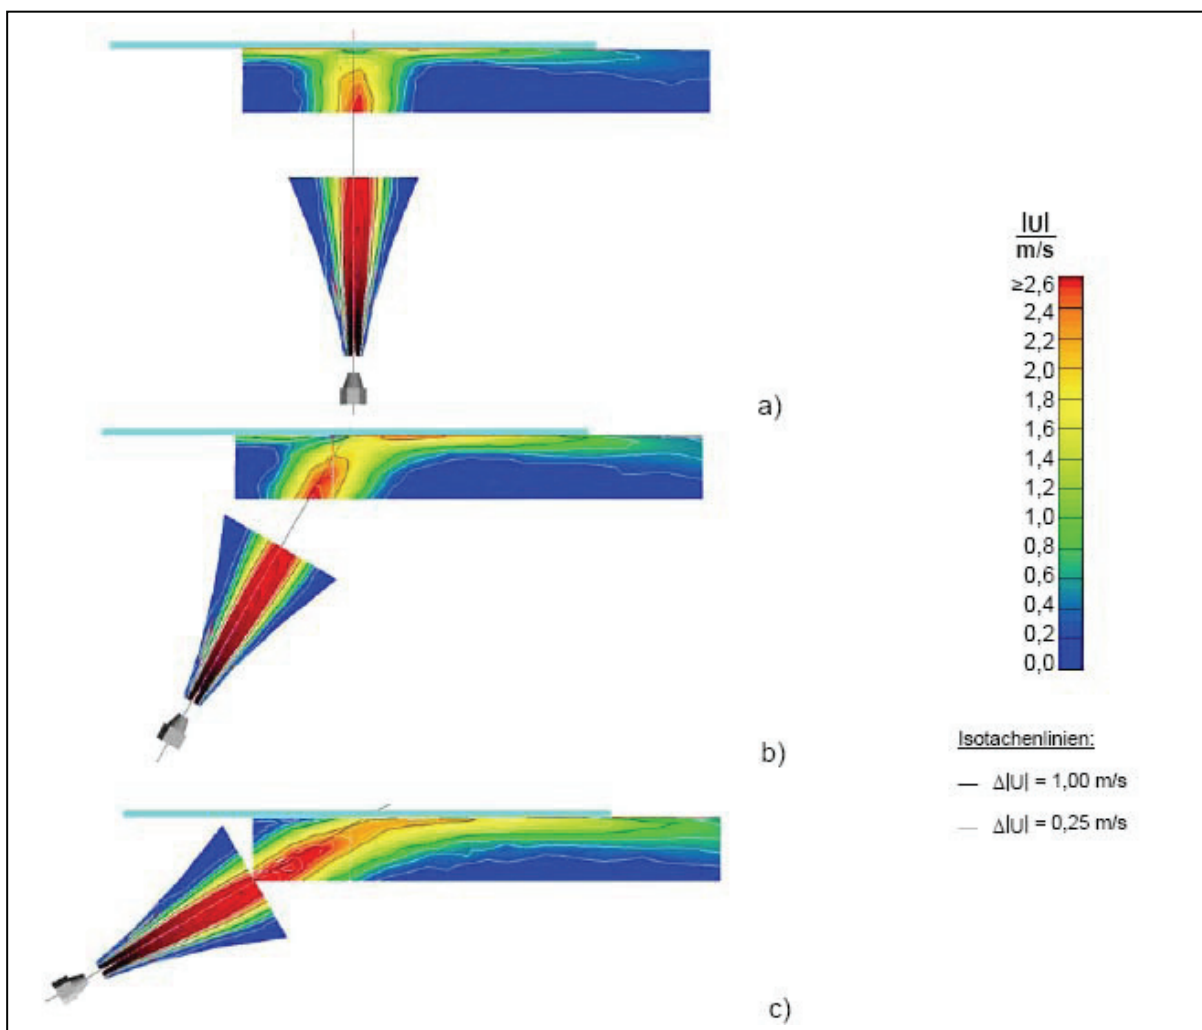 |U|
m/s
≥2,6
2,4
2,2
2,0
1,8
1,6
1,4
1,2
1,0
0,8
0,6
0,4
0,2
0,0
a)
b)
Isotachenlinien:
— Δ|U| = 1,00 m/s
— Δ|U| = 0,25 m/s
c)